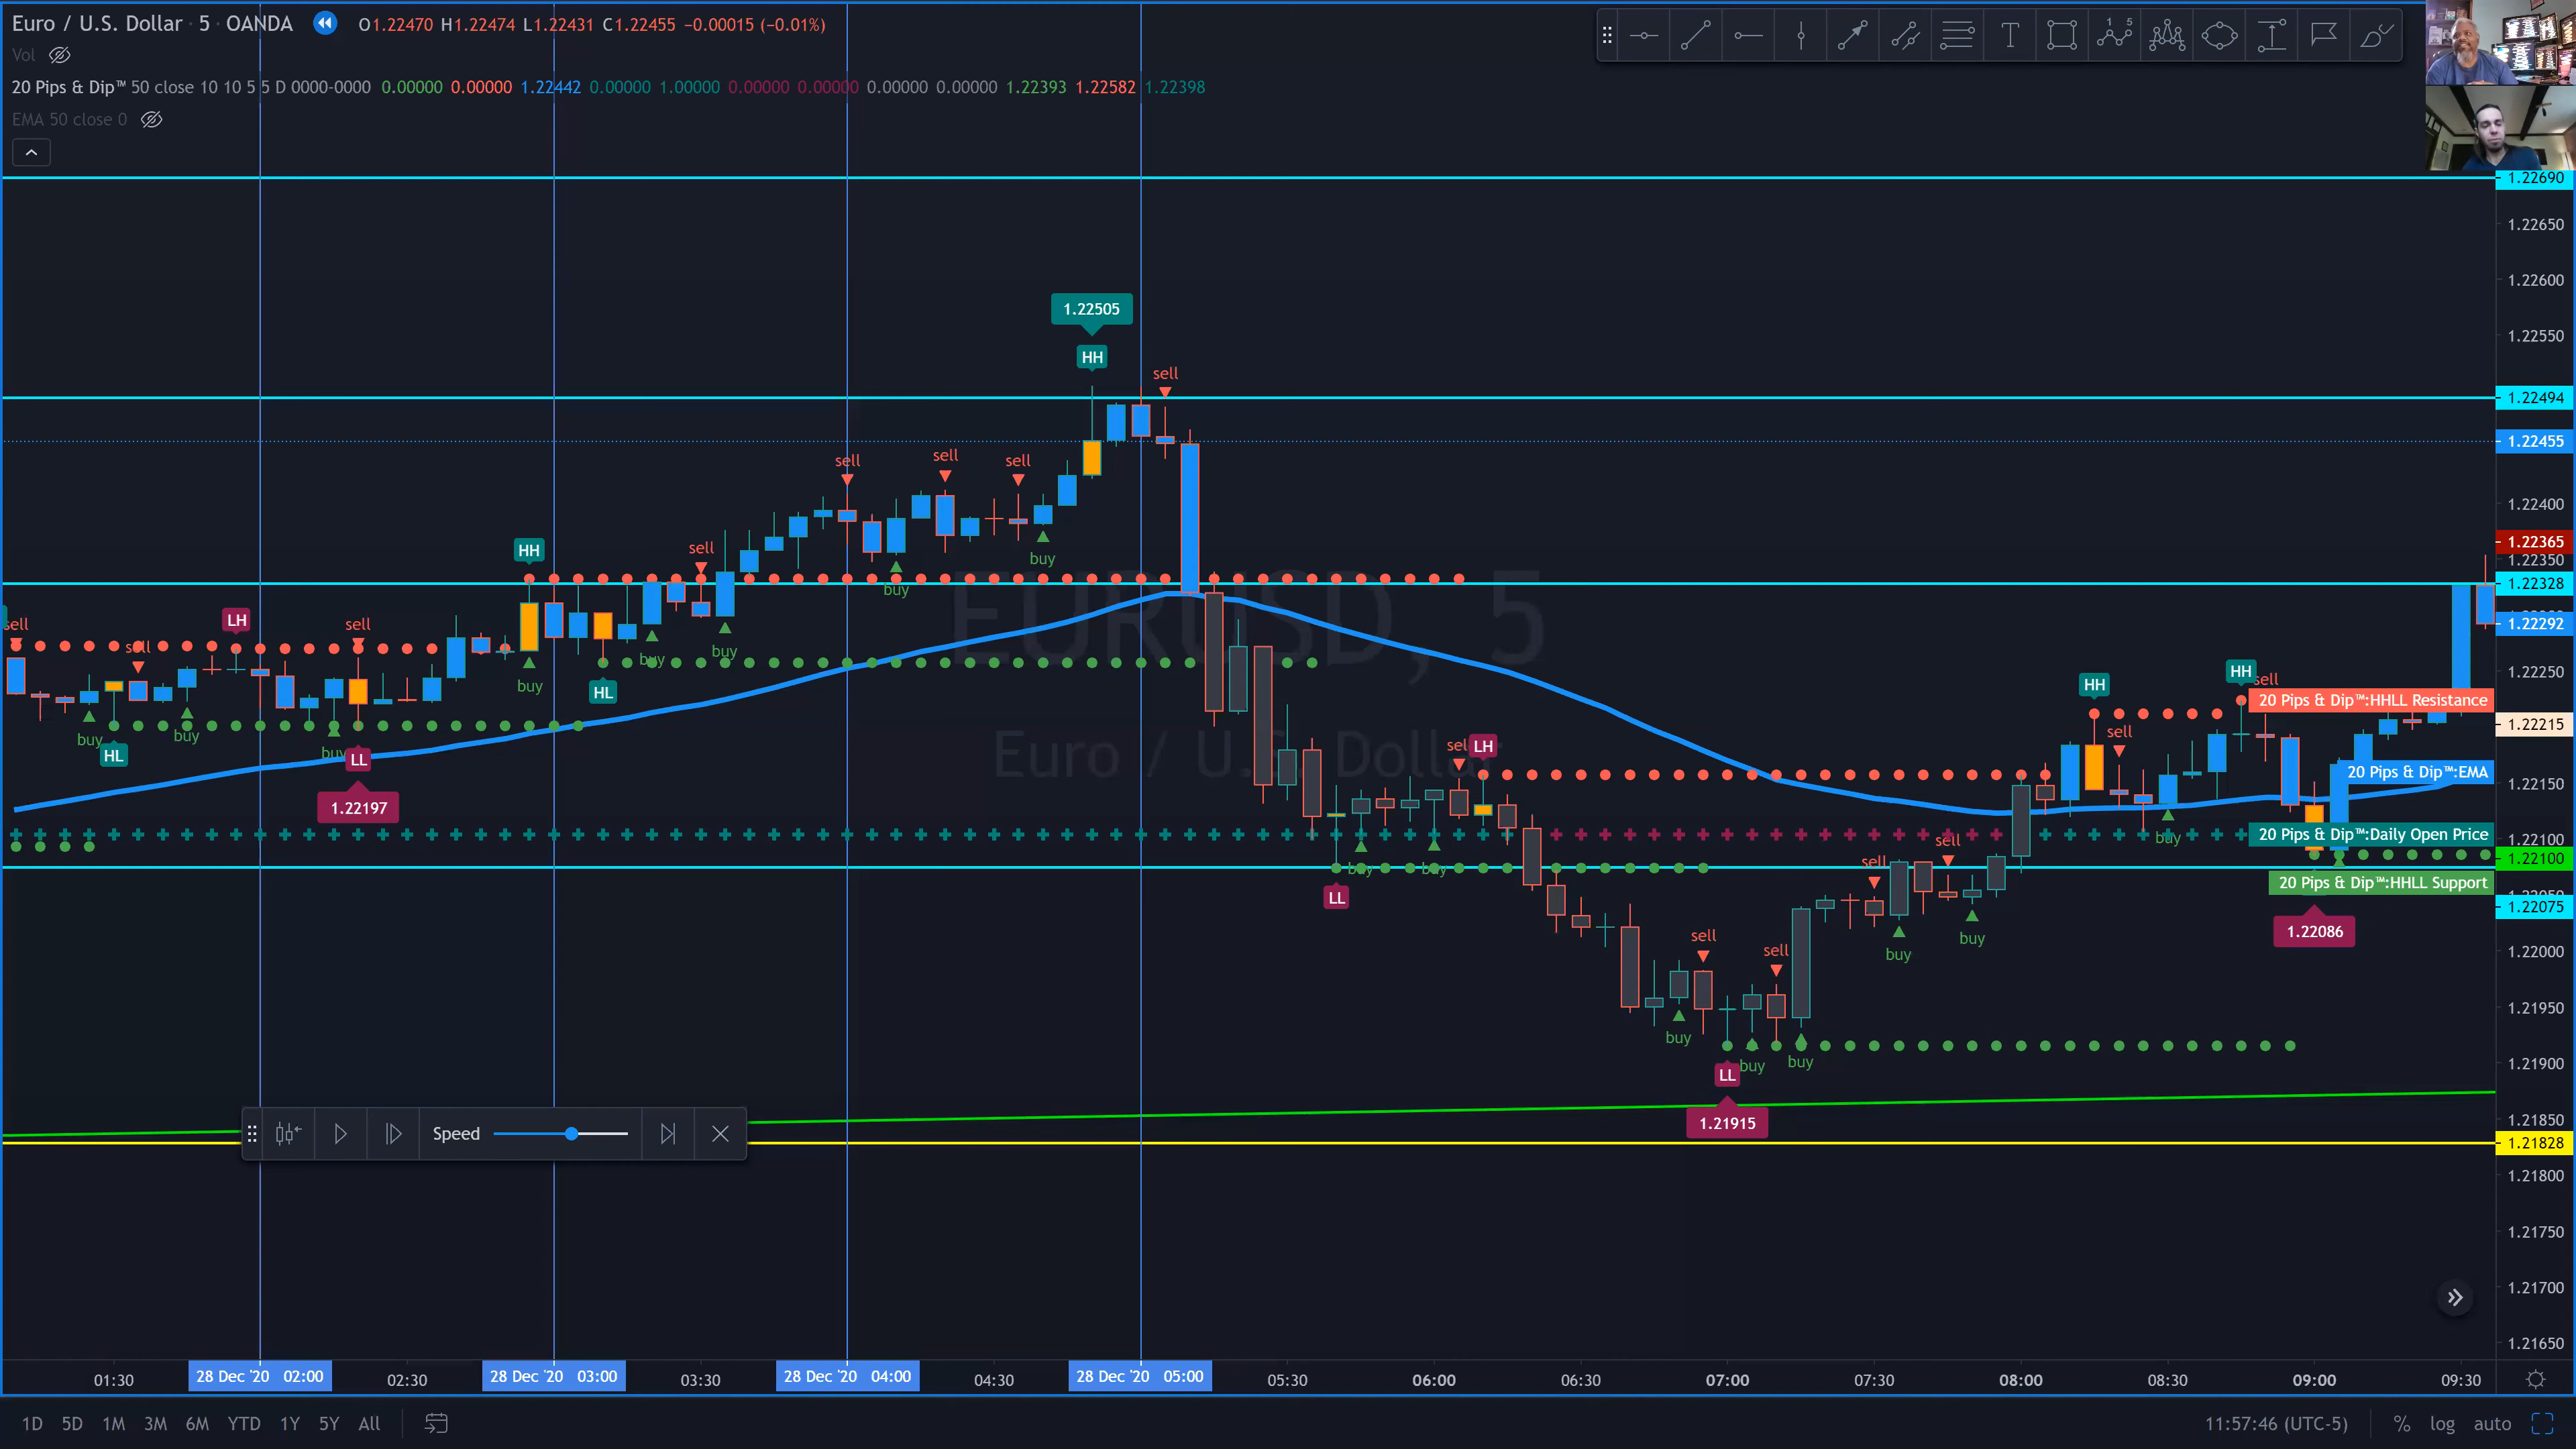 Euro / U.S. Dollar · 5 · OANDA O1.22470 H1.22474 L1.22431 C1.22455 −0.00015 (−0.01%)
Vol
20 Pips & Dip™ 50 close 10 10 5 5 D 0000-0000 0.00000 0.00000 1.22442 0.00000 1.00000 0.00000 0.00000 0.00000 0.00000 1.22393 1.22582 1.22398
EMA 50 close 0
1.22690
1.22650
1.22600
1.22505
1.22550
HH
sell
1.22494
1.22455
sell sell sell
1.22400
1.22365
sell
HH
buy
1.22350
1.22328
buy
EURUSD, 5
sell LH sell
1.22292
buy buy
1.22250
HH HH sell
buy HL
20 Pips & Dip™:HHLL Resistance
1.22215
buy buy buy
sell LH
sell
HL LL
Euro / U.S. Dollar
20 Pips & Dip™:EMA
1.22150
1.22197
20 Pips & Dip™:Daily Open Price
1.22100
buy
sell
1.22100
buy buy
sell
20 Pips & Dip™:HHLL Support
LL
1.22075
1.22086
sell
buy
sell
buy
1.22000
1.21950
buy
buy
buy
LL
1.21900
1.21915
1.21850
Speed
1.21828
1.21800
1.21750
1.21700
1.21650
01:30 28 Dec '20 02:00 02:30 28 Dec '20 03:00 03:30 28 Dec '20 04:00 04:30 28 Dec '20 05:00 05:30 06:00 06:30 07:00 07:30 08:00 08:30 09:00 09:30
1D 5D 1M 3M 6M YTD 1Y 5Y All 11:57:46 (UTC-5) % log auto